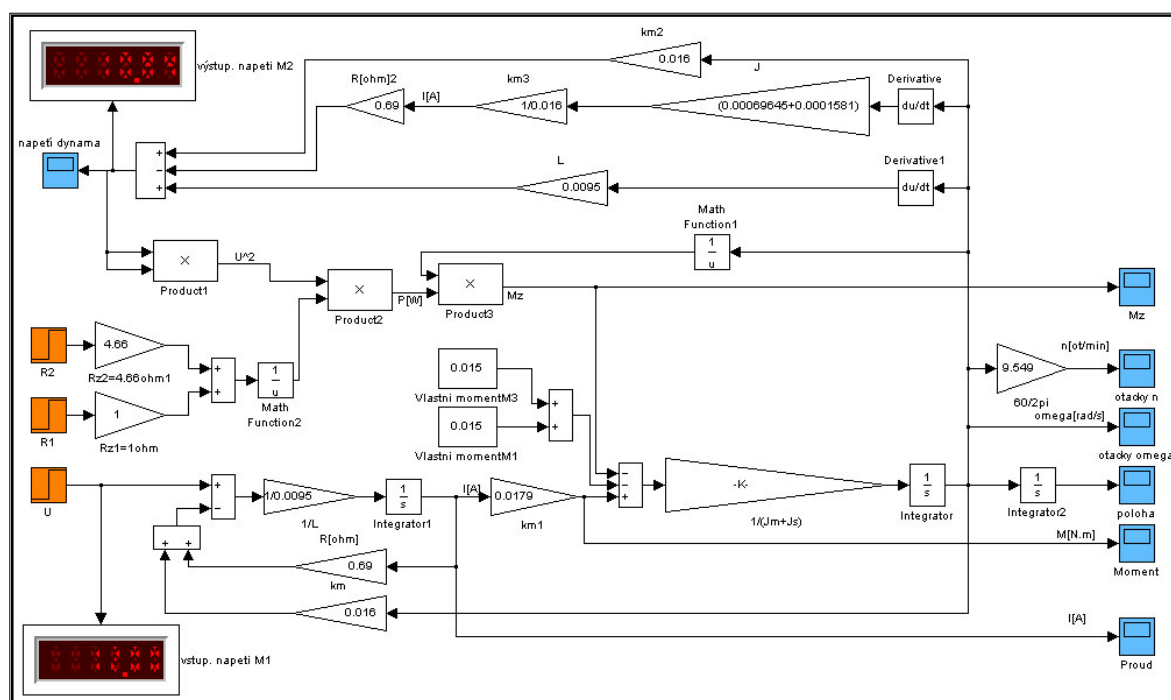 km2
0.016
výstup. napeti M2
R[ohm]2
0.69
I[A]
km3
1/0.016
J
(0.00069645+0.0001581)
Derivative
du/dt
napetí dynama
+
−
+
L
0.0095
Derivative1
du/dt
Math
Function1
1
u
×
Product1
U^2
×
Product2
P[W]
×
Product3
Mz
Mz
R2
4.66
Rz2=4.66ohm1
+
+
1
u
Math
Function2
R1
1
Rz1=1ohm
0.015
Vlastni momentM3
0.015
Vlastni momentM1
+
+
n[ot/min]
9.549
60/2pi
otacky n
omega[rad/s]
otacky omega
U
+
−
1/0.0095
1/L
1
s
Integrator1
I[A]
0.0179
km1
−
−
+
-K-
1/(Jm+Js)
1
s
Integrator
1
s
Integrator2
poloha
+ +
R[ohm]
0.69
M[N.m]
Moment
km
0.016
vstup. napeti M1
I[A]
Proud